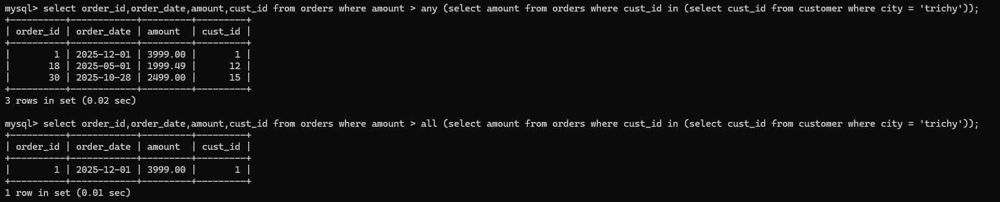 mysql> select order_id,order_date,amount,cust_id from orders where amount > any (select amount from orders where cust_id in (select cust_id from customer where city = 'trichy'));
+----------+------------+---------+---------+
| order_id | order_date | amount  | cust_id |
+----------+------------+---------+---------+
|        1 | 2025-12-01 | 3999.00 |       1 |
|       18 | 2025-05-01 | 1999.49 |      12 |
|       30 | 2025-10-28 | 2499.00 |      15 |
+----------+------------+---------+---------+
3 rows in set (0.02 sec)

mysql> select order_id,order_date,amount,cust_id from orders where amount > all (select amount from orders where cust_id in (select cust_id from customer where city = 'trichy'));
+----------+------------+---------+---------+
| order_id | order_date | amount  | cust_id |
+----------+------------+---------+---------+
|        1 | 2025-12-01 | 3999.00 |       1 |
+----------+------------+---------+---------+
1 row in set (0.01 sec)